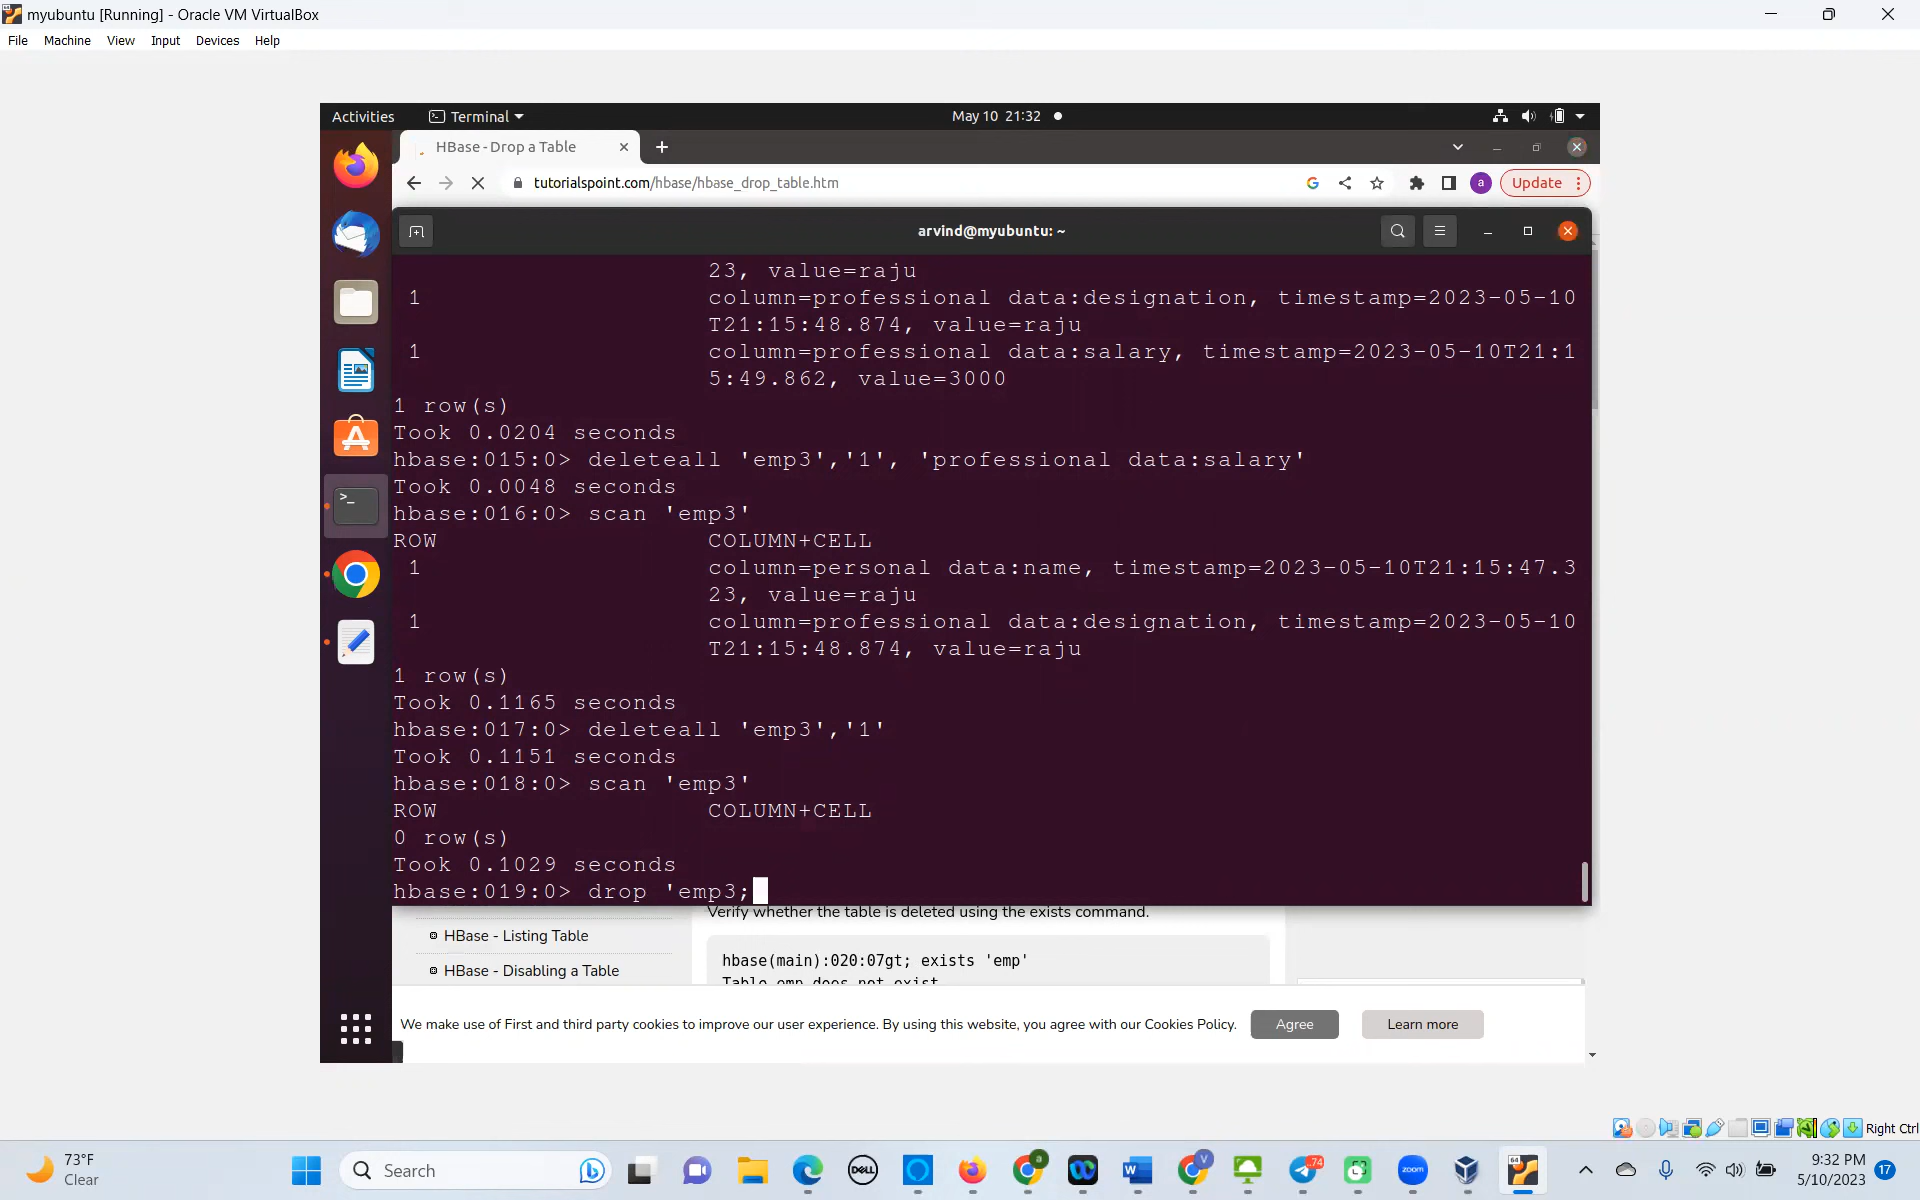 myubuntu [Running] - Oracle VM VirtualBox
File Machine View Input Devices Help
Activities Terminal May 10 21:32
HBase - Drop a Table
tutorialspoint.com/hbase/hbase_drop_table.htm a Update
arvind@myubuntu: ~
23, value=raju
1 column=professional data:designation, timestamp=2023-05-10
T21:15:48.874, value=raju
1 column=professional data:salary, timestamp=2023-05-10T21:1
5:49.862, value=3000
1 row(s)
Took 0.0204 seconds
hbase:015:0> deleteall 'emp3','1', 'professional data:salary'
Took 0.0048 seconds
hbase:016:0> scan 'emp3'
ROW COLUMN+CELL
1 column=personal data:name, timestamp=2023-05-10T21:15:47.3
23, value=raju
1 column=professional data:designation, timestamp=2023-05-10
T21:15:48.874, value=raju
1 row(s)
Took 0.1165 seconds
hbase:017:0> deleteall 'emp3','1'
Took 0.1151 seconds
hbase:018:0> scan 'emp3'
ROW COLUMN+CELL
0 row(s)
Took 0.1029 seconds
hbase:019:0> drop 'emp3;
Verify whether the table is deleted using the exists command.
HBase - Listing Table
HBase - Disabling a Table
hbase(main):020:07gt; exists 'emp'
Table emp does not exist
We make use of First and third party cookies to improve our user experience. By using this website, you agree with our Cookies Policy. Agree Learn more
Right Ctrl
73°F
Clear
Search
DELL
a
V
74
zoom
64
9:32 PM
5/10/2023
17